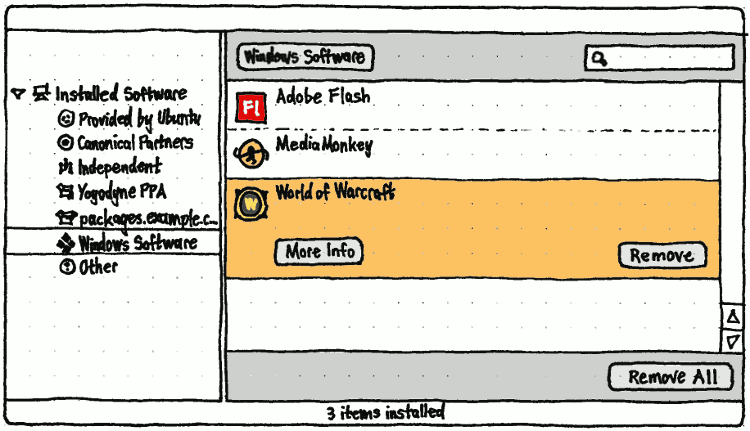 Windows Software
Installed Software
Provided by Ubuntu
Canonical Partners
Independent
Yogodyne PPA
packages.example.c...
Windows Software
Other
Fl
Adobe Flash
MediaMonkey
W
World of Warcraft
More Info
Remove
Remove All
3 items installed